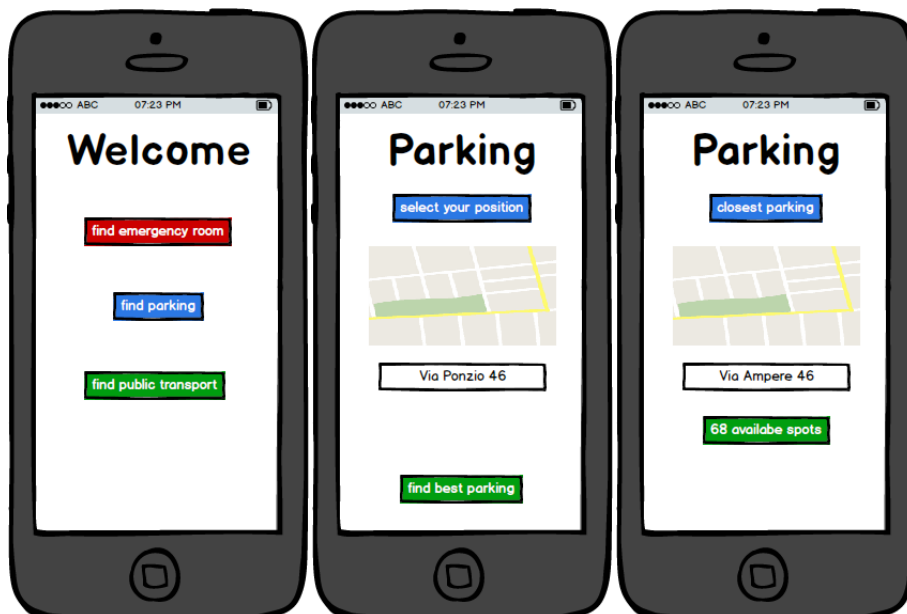 ABC 07:23 PM
Welcome
find emergency room
find parking
find public transport
ABC 07:23 PM
Parking
select your position
Via Ponzio 46
find best parking
ABC 07:23 PM
Parking
closest parking
Via Ampere 46
68 availabe spots